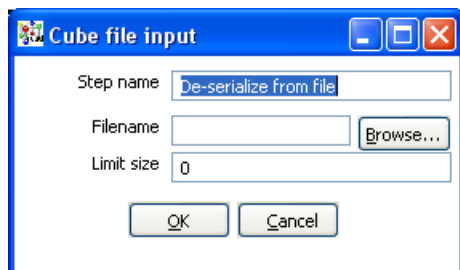 Cube file input
Step name De-serialize from file
Filename Browse...
Limit size 0
OK Cancel